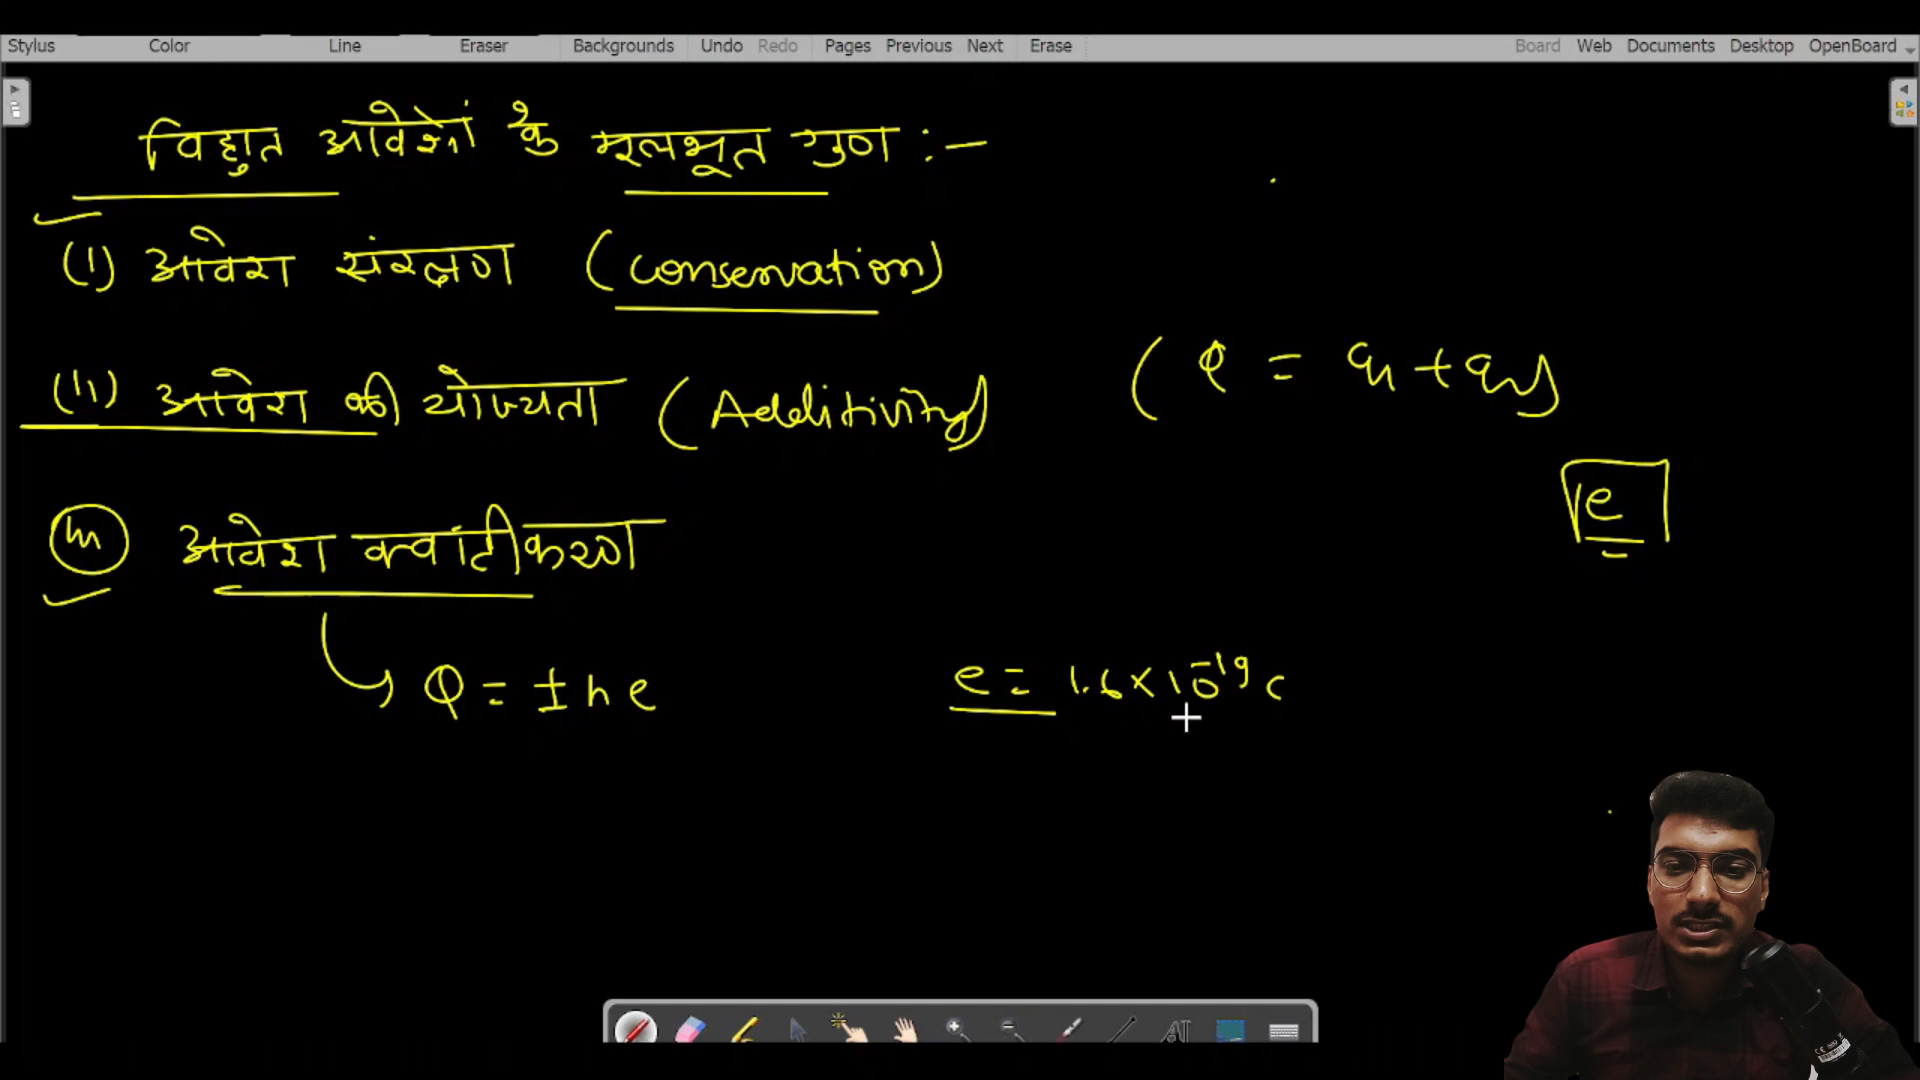 Stylus Color Line Eraser Backgrounds Undo Redo Pages Previous Next Erase Board Web Documents Desktop OpenBoard
विद्युत आवेशों के मूलभूत गुण :-
(i) आवेश संरक्षण (conservation)
(ii) आवेश की योज्यता (Additivity)
(Q = q1 + q2)
e
(iii) आवेश क्वांटीकरण
Q = ± n e
e = 1.6 × 10⁻¹⁹ C